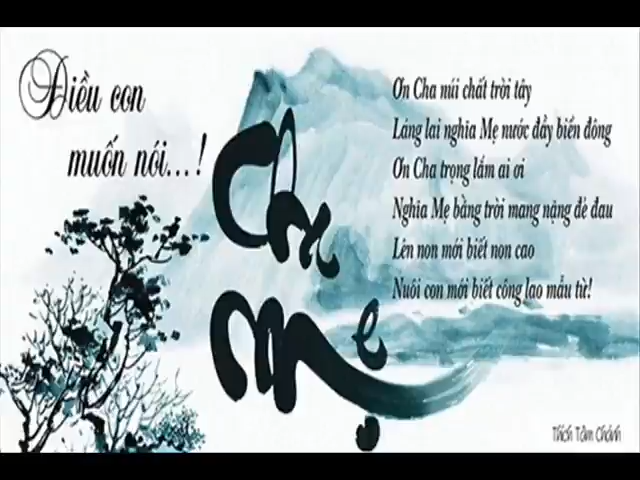 Điều con
muốn nói...!
Cha
Mẹ
Ơn Cha núi chất trời tây
Láng lai nghĩa Mẹ nước đầy biển đông
Ơn Cha trọng lắm ai ơi
Nghĩa Mẹ bằng trời mang nặng đẻ đau
Lên non mới biết non cao
Nuôi con mới biết công lao mẫu từ!
Thích Tâm Chánh